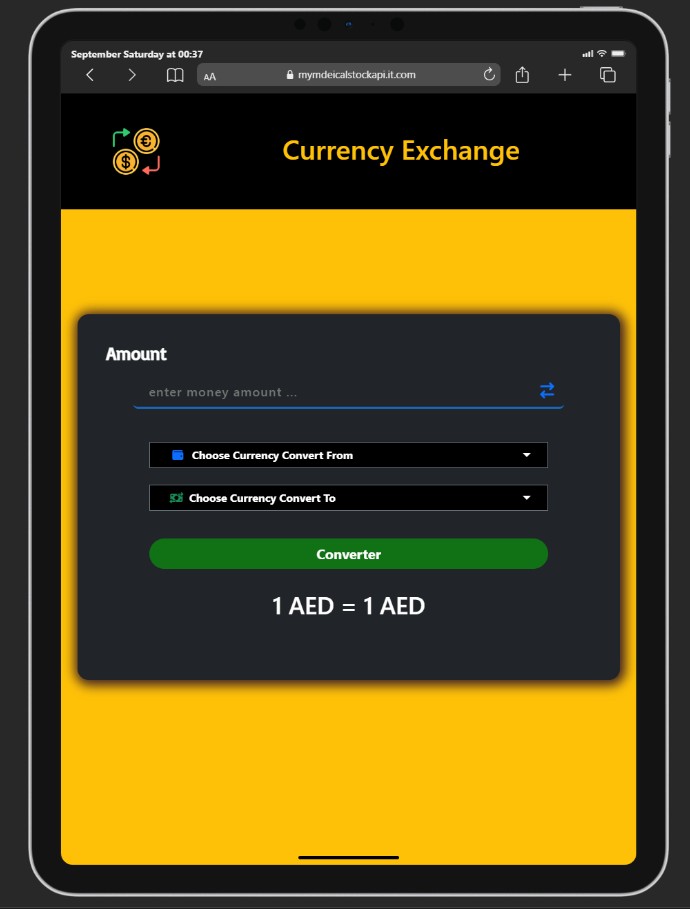 September Saturday at 00:37
AA mymdeicalstockapi.it.com
Currency Exchange
Amount
enter money amount ...
Choose Currency Convert From
Choose Currency Convert To
Converter
1 AED = 1 AED